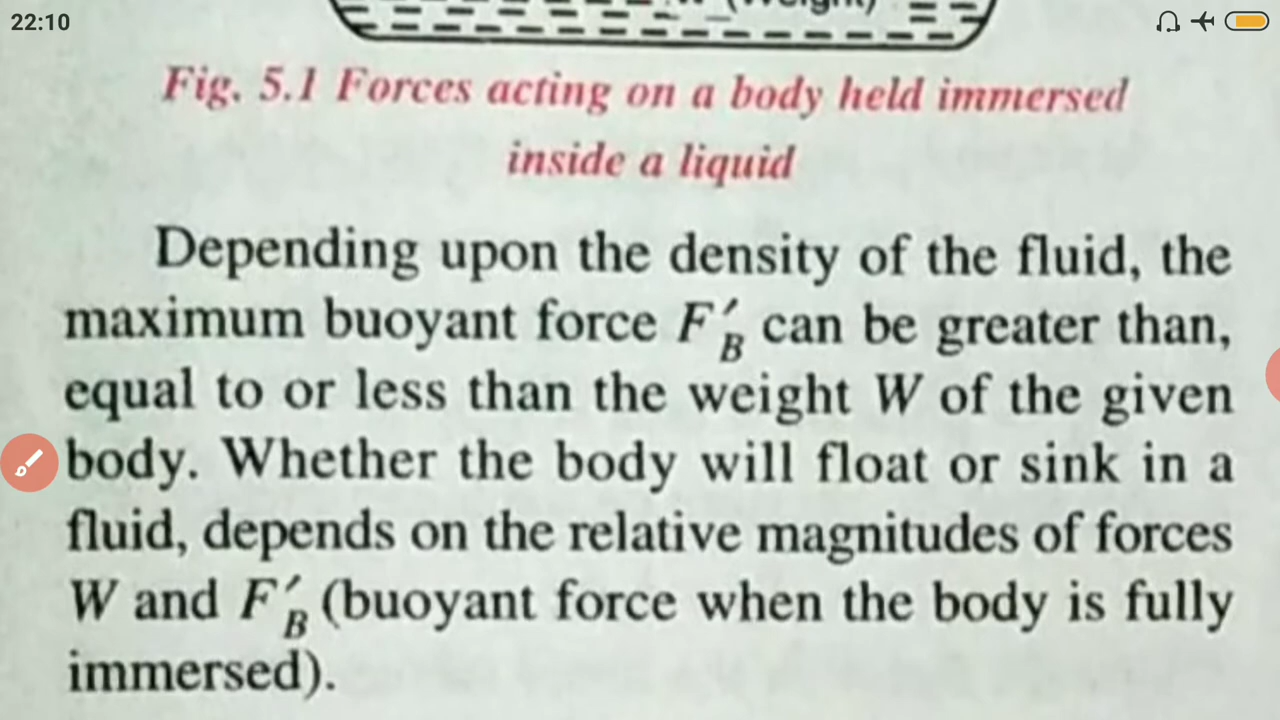 22:10
(Weight)
Fig. 5.1 Forces acting on a body held immersed
inside a liquid
Depending upon the density of the fluid, the
maximum buoyant force F′B can be greater than,
equal to or less than the weight W of the given
body. Whether the body will float or sink in a
fluid, depends on the relative magnitudes of forces
W and F′B (buoyant force when the body is fully
immersed).